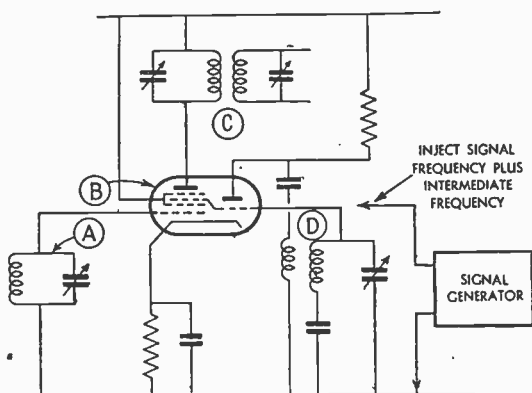 C
B
A
D
INJECT SIGNAL
FREQUENCY PLUS
INTERMEDIATE
FREQUENCY
SIGNAL
GENERATOR